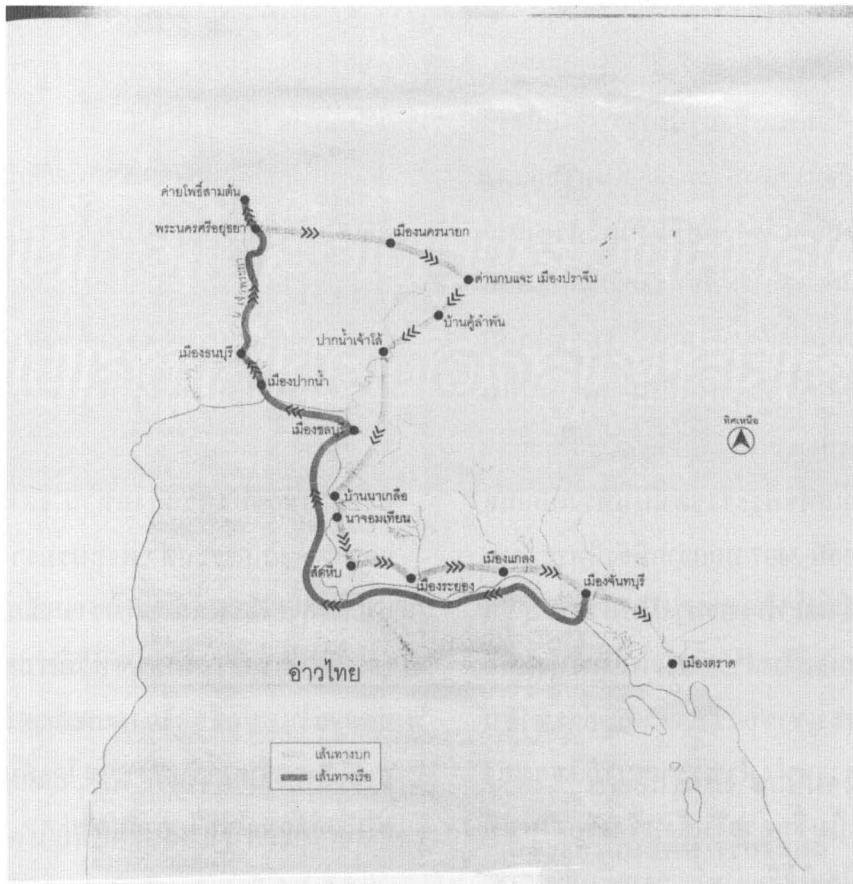 ค่ายโพธิ์สามต้น
พระนครศรีอยุธยา
เมืองนครนายก
ด่านกบแจะ เมืองปราจีน
บ้านคู้ลำพัน
ปากน้ำเจ้าโล้
เจ้าพระยา
เมืองธนบุรี
เมืองปากน้ำ
เมืองชลบุรี
ทิศเหนือ
บ้านนาเกลือ
นาจอมเทียน
สัตหีบ
เมืองระยอง
เมืองแกลง
เมืองจันทบุรี
เมืองตราด
อ่าวไทย
เส้นทางบก
เส้นทางเรือ